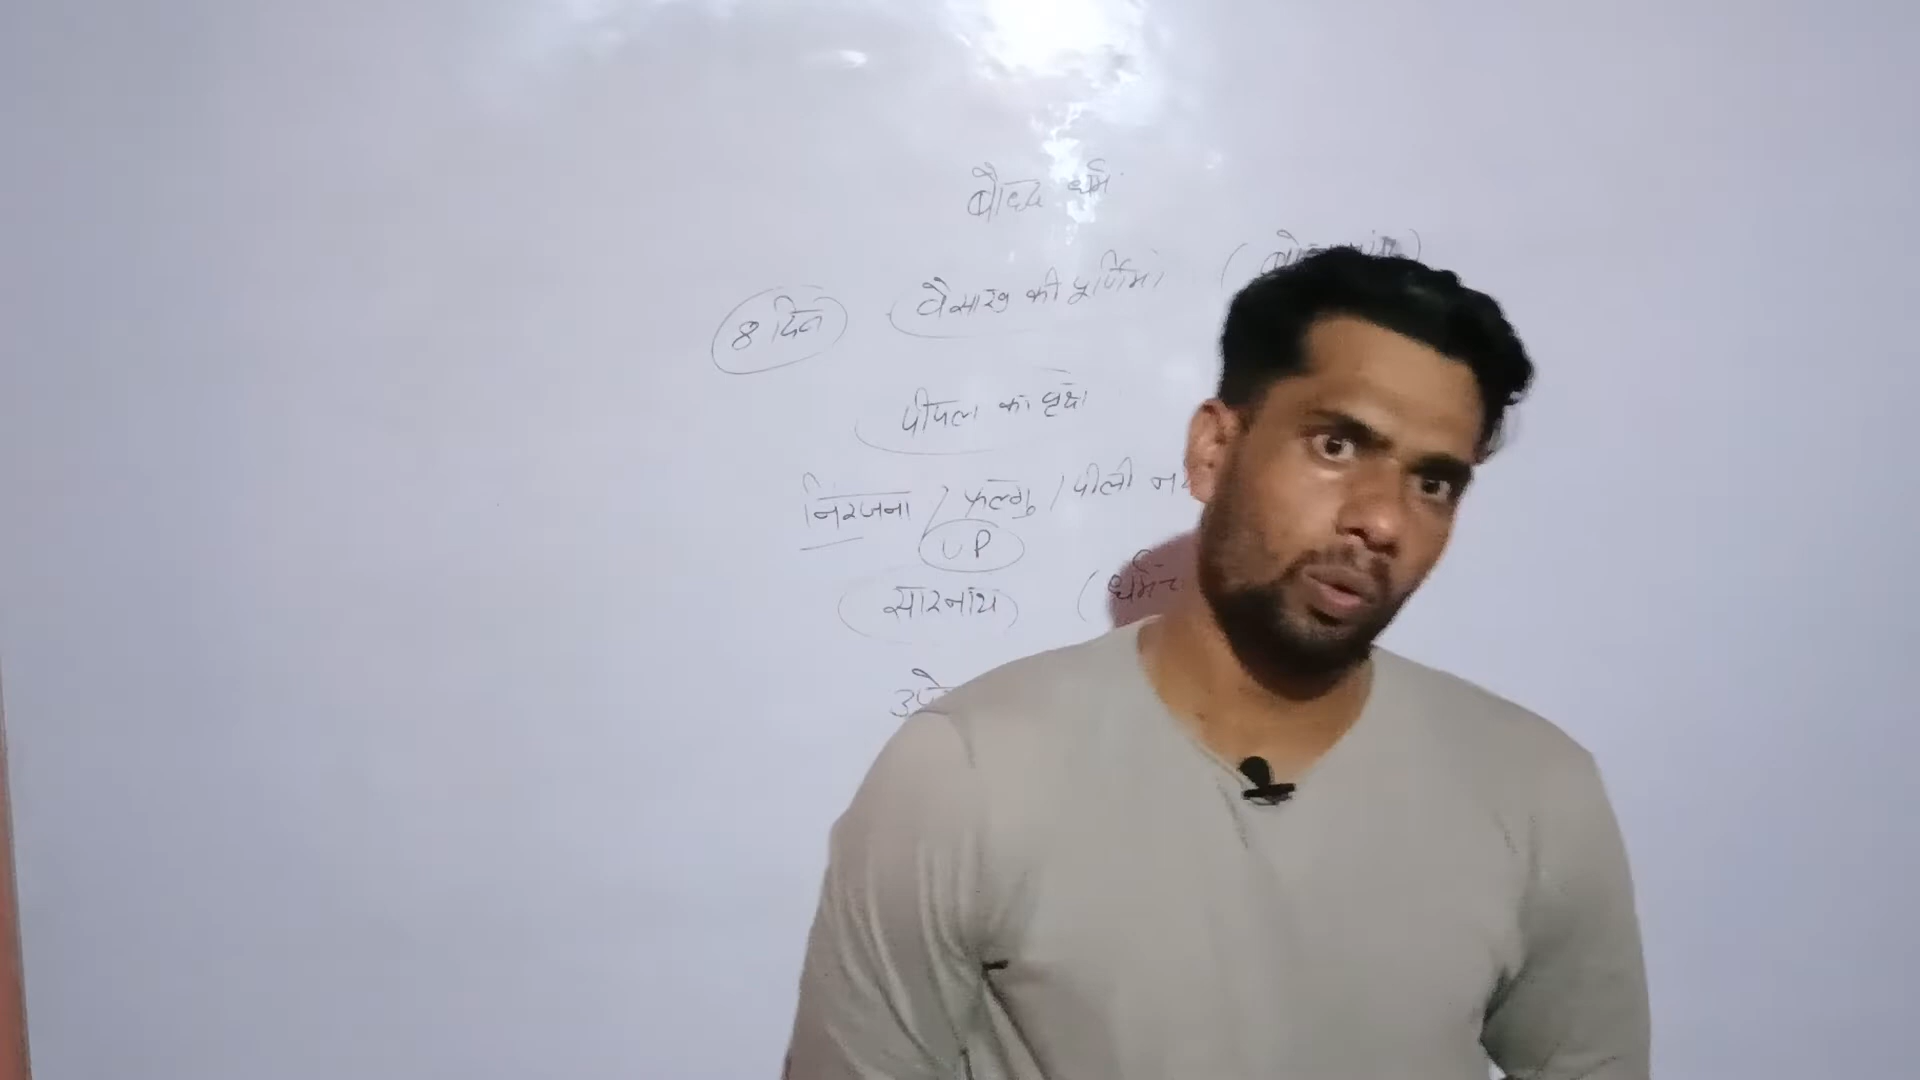 बौध्द धर्म
8 दिन वैसाख की पूर्णिमा
पीपल का वृक्ष
निरंजना / फल्गु / पीली
UP
सारनाथ